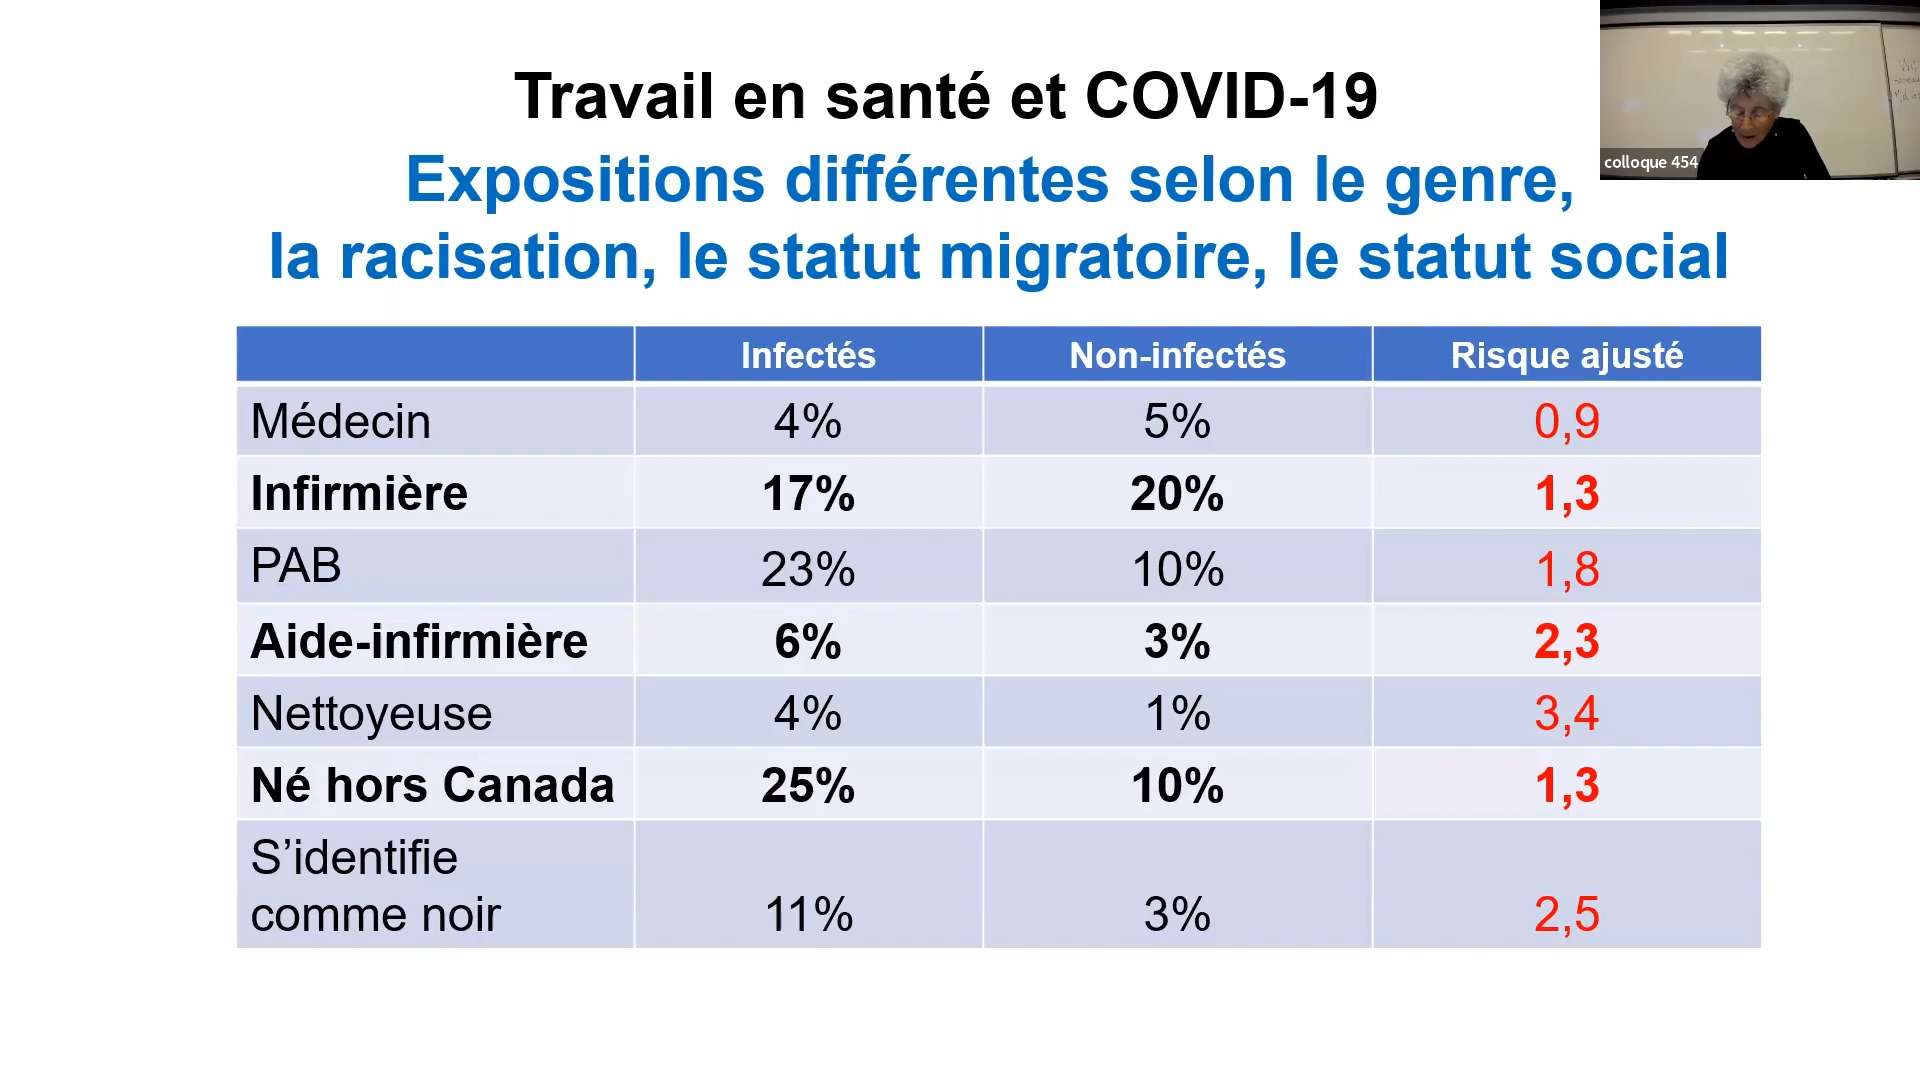 Travail en santé et COVID-19
Expositions différentes selon le genre,
la racisation, le statut migratoire, le statut social
colloque 454
Infectés Non-infectés Risque ajusté
Médecin 4% 5% 0,9
Infirmière 17% 20% 1,3
PAB 23% 10% 1,8
Aide-infirmière 6% 3% 2,3
Nettoyeuse 4% 1% 3,4
Né hors Canada 25% 10% 1,3
S’identifie
comme noir 11% 3% 2,5